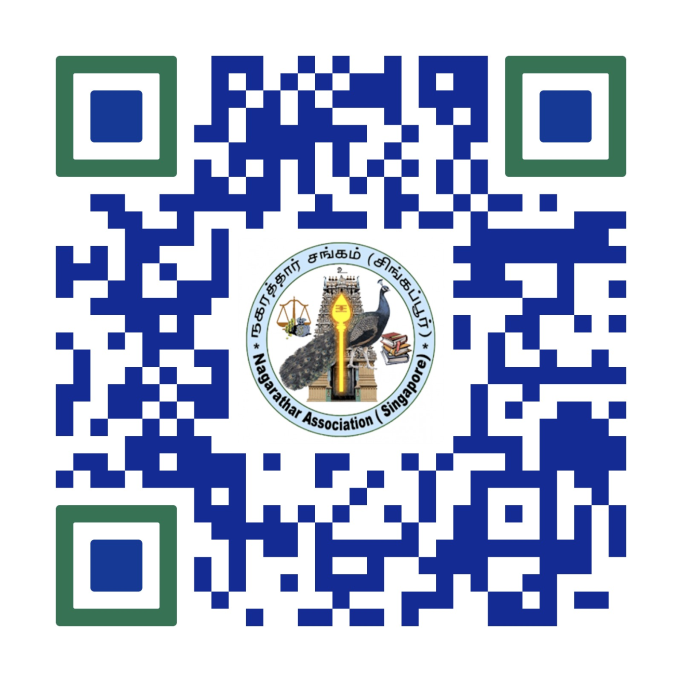 நகரத்தார் சங்கம் (சிங்கப்பூர்)
உ
* Nagarathar Association ( Singapore) *